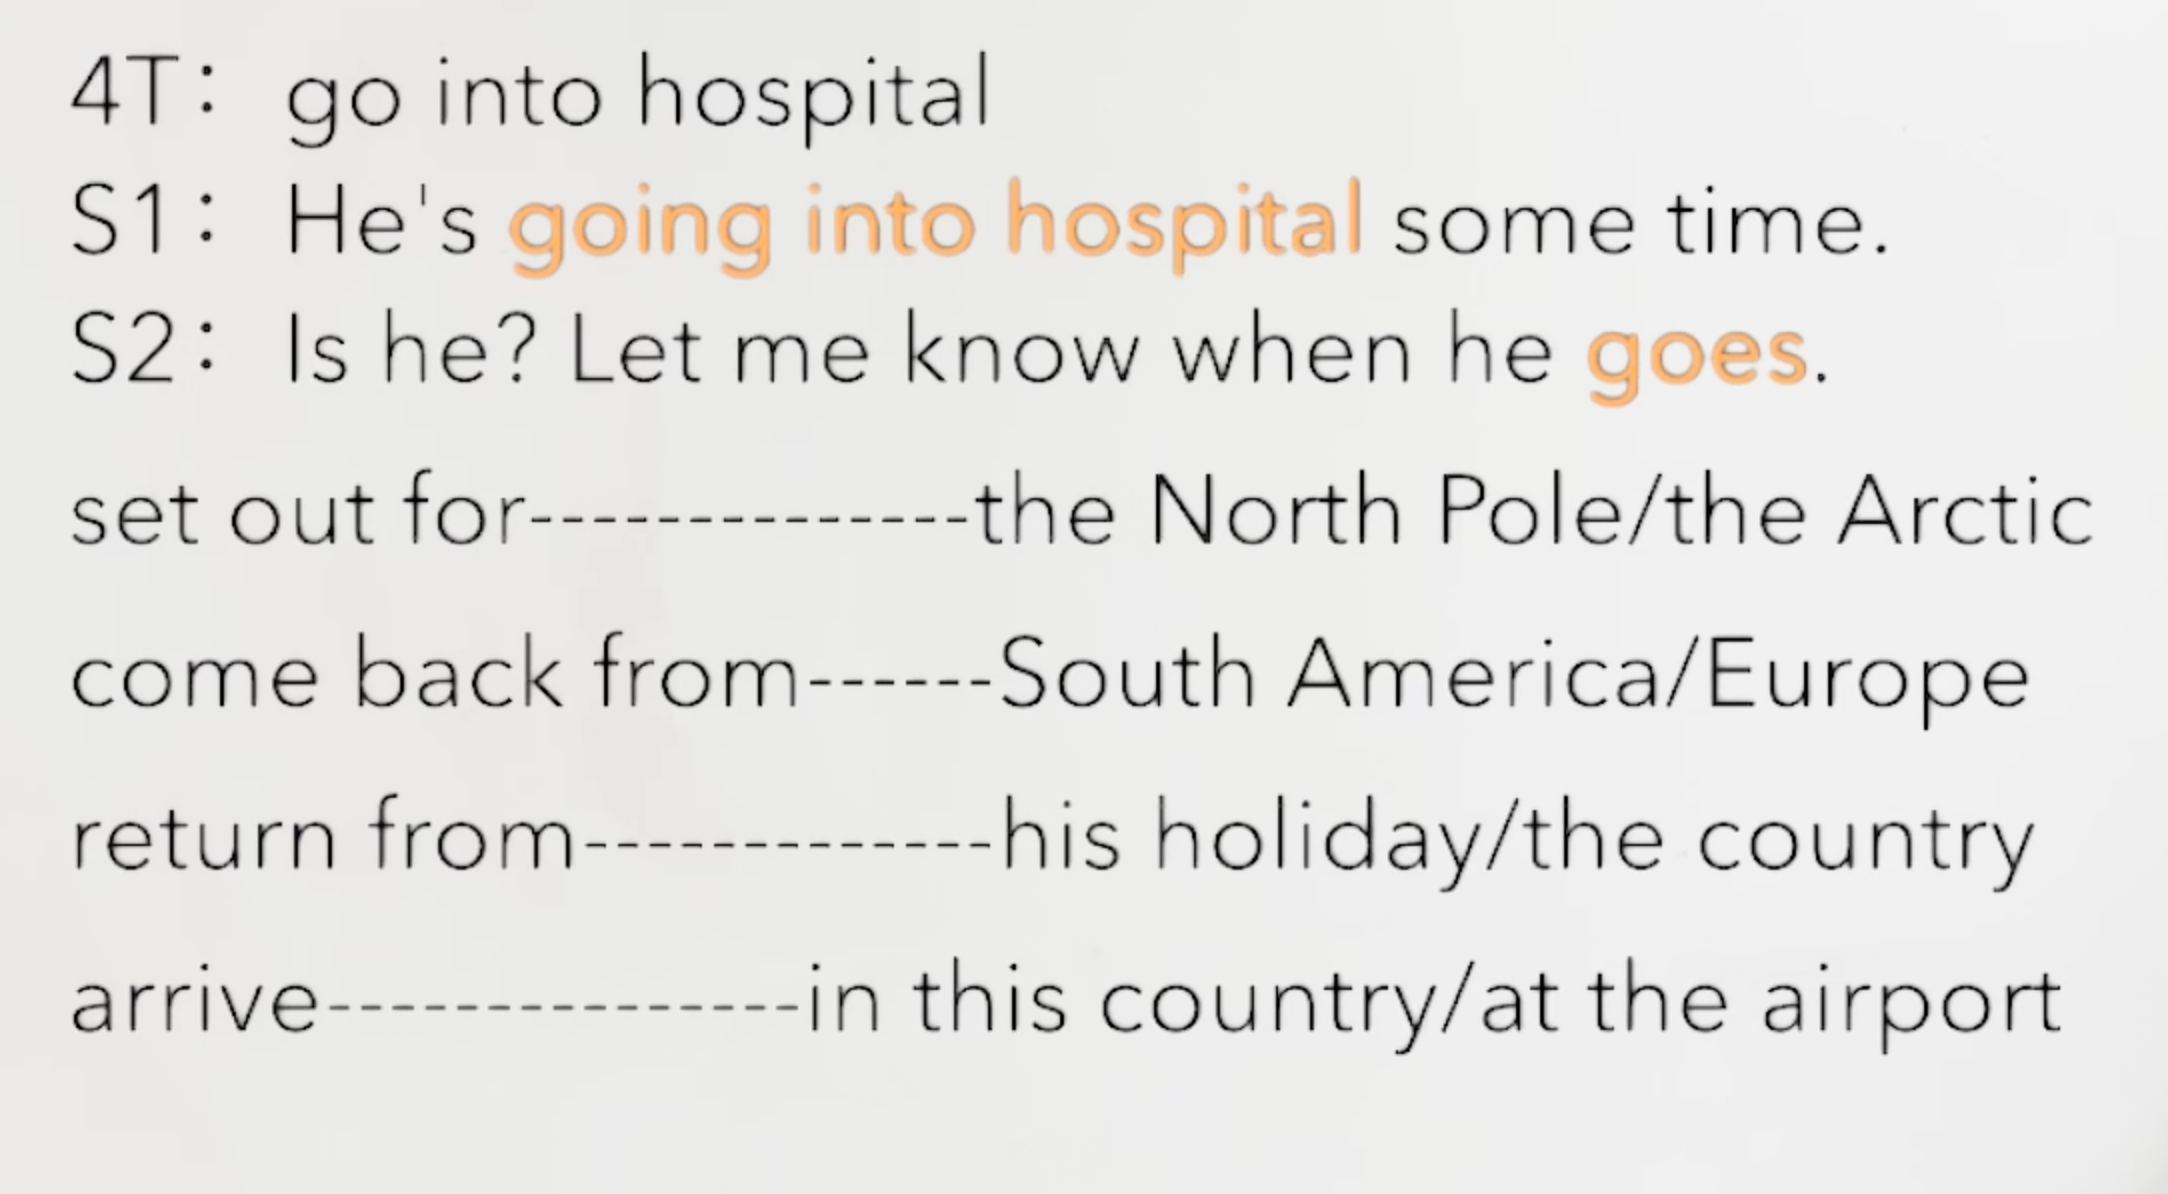 4T: go into hospital
S1: He's going into hospital some time.
S2: Is he? Let me know when he goes.
set out for--------------the North Pole/the Arctic
come back from------South America/Europe
return from-------------his holiday/the country
arrive---------------in this country/at the airport